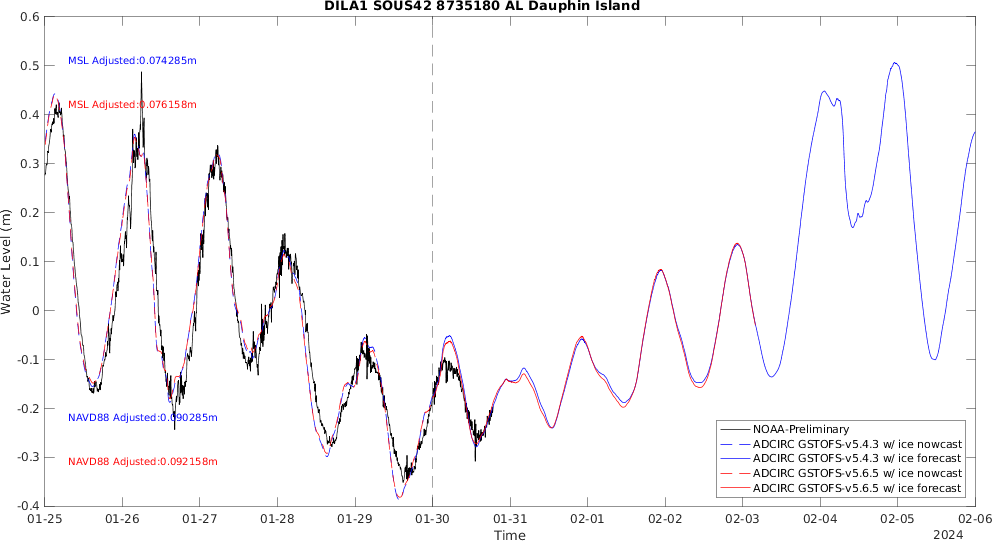 DILA1 SOUS42 8735180 AL Dauphin Island
0.6
0.5
0.4
0.3
0.2
0.1
0
-0.1
-0.2
-0.3
-0.4
Water Level (m)
MSL Adjusted:0.074285m
MSL Adjusted:0.076158m
NAVD88 Adjusted:0.090285m
NAVD88 Adjusted:0.092158m
NOAA-Preliminary
ADCIRC GSTOFS-v5.4.3 w/ ice nowcast
ADCIRC GSTOFS-v5.4.3 w/ ice forecast
ADCIRC GSTOFS-v5.6.5 w/ ice nowcast
ADCIRC GSTOFS-v5.6.5 w/ ice forecast
01-25 01-26 01-27 01-28 01-29 01-30 01-31 02-01 02-02 02-03 02-04 02-05 02-06
Time
2024